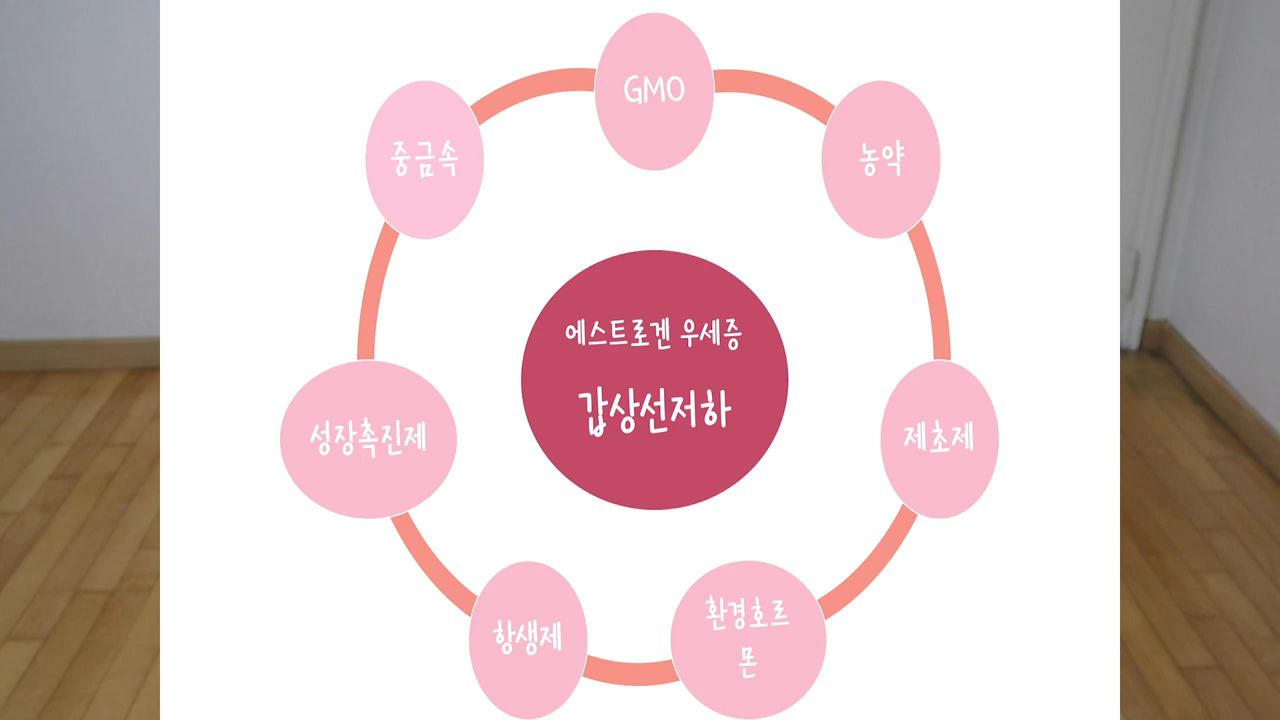 GMO
중금속
농약
에스트로겐 우세증
갑상선저하
성장촉진제
제초제
항생제
환경호르
몬